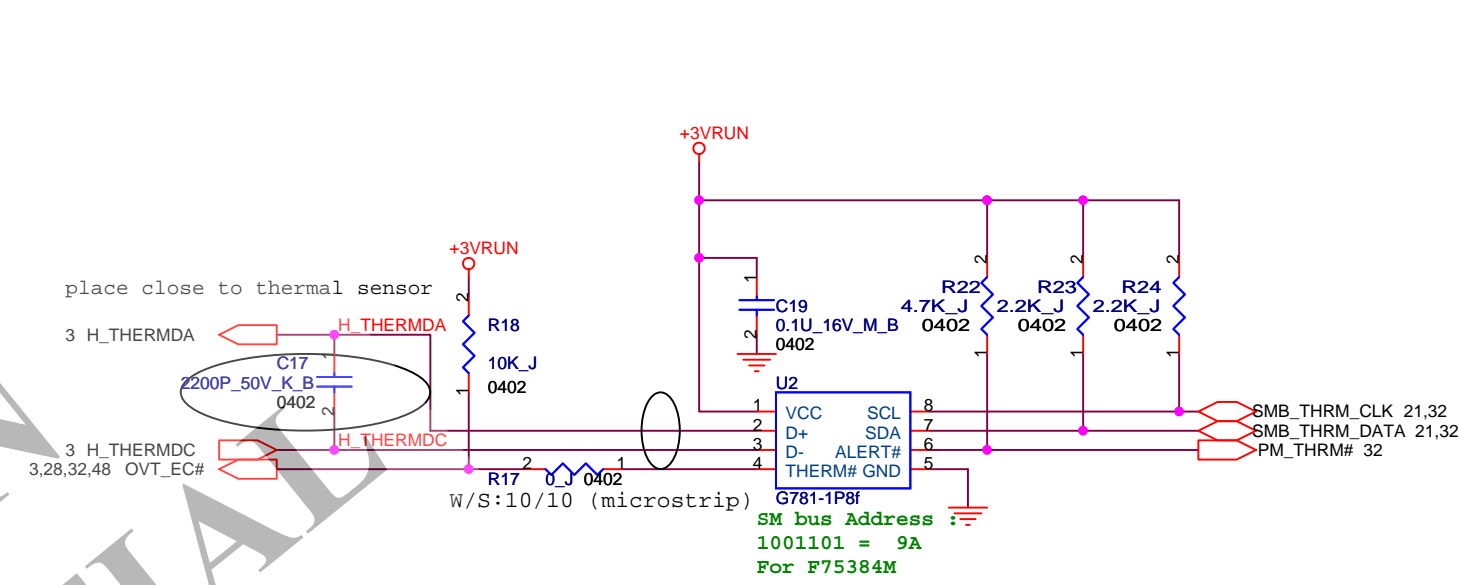 +3VRUN
+3VRUN
place close to thermal sensor
3 H_THERMDA
H_THERMDA
C17
2200P_50V_K_B
0402
1
2
2
R18
10K_J
0402
1
3 H_THERMDC
H_THERMDC
3,28,32,48 OVT_EC#
R17
2
0_J
1
0402
W/S:10/10 (microstrip)
1
C19
0.1U_16V_M_B
2
0402
2
R22
4.7K_J
0402
1
2
R23
2.2K_J
0402
1
2
R24
2.2K_J
0402
1
U2
1 VCC SCL 8
2 D+ SDA 7
3 D- ALERT# 6
4 THERM# GND 5
G781-1P8f
SMB_THRM_CLK 21,32
SMB_THRM_DATA 21,32
PM_THRM# 32
SM bus Address :
1001101 = 9A
For F75384M